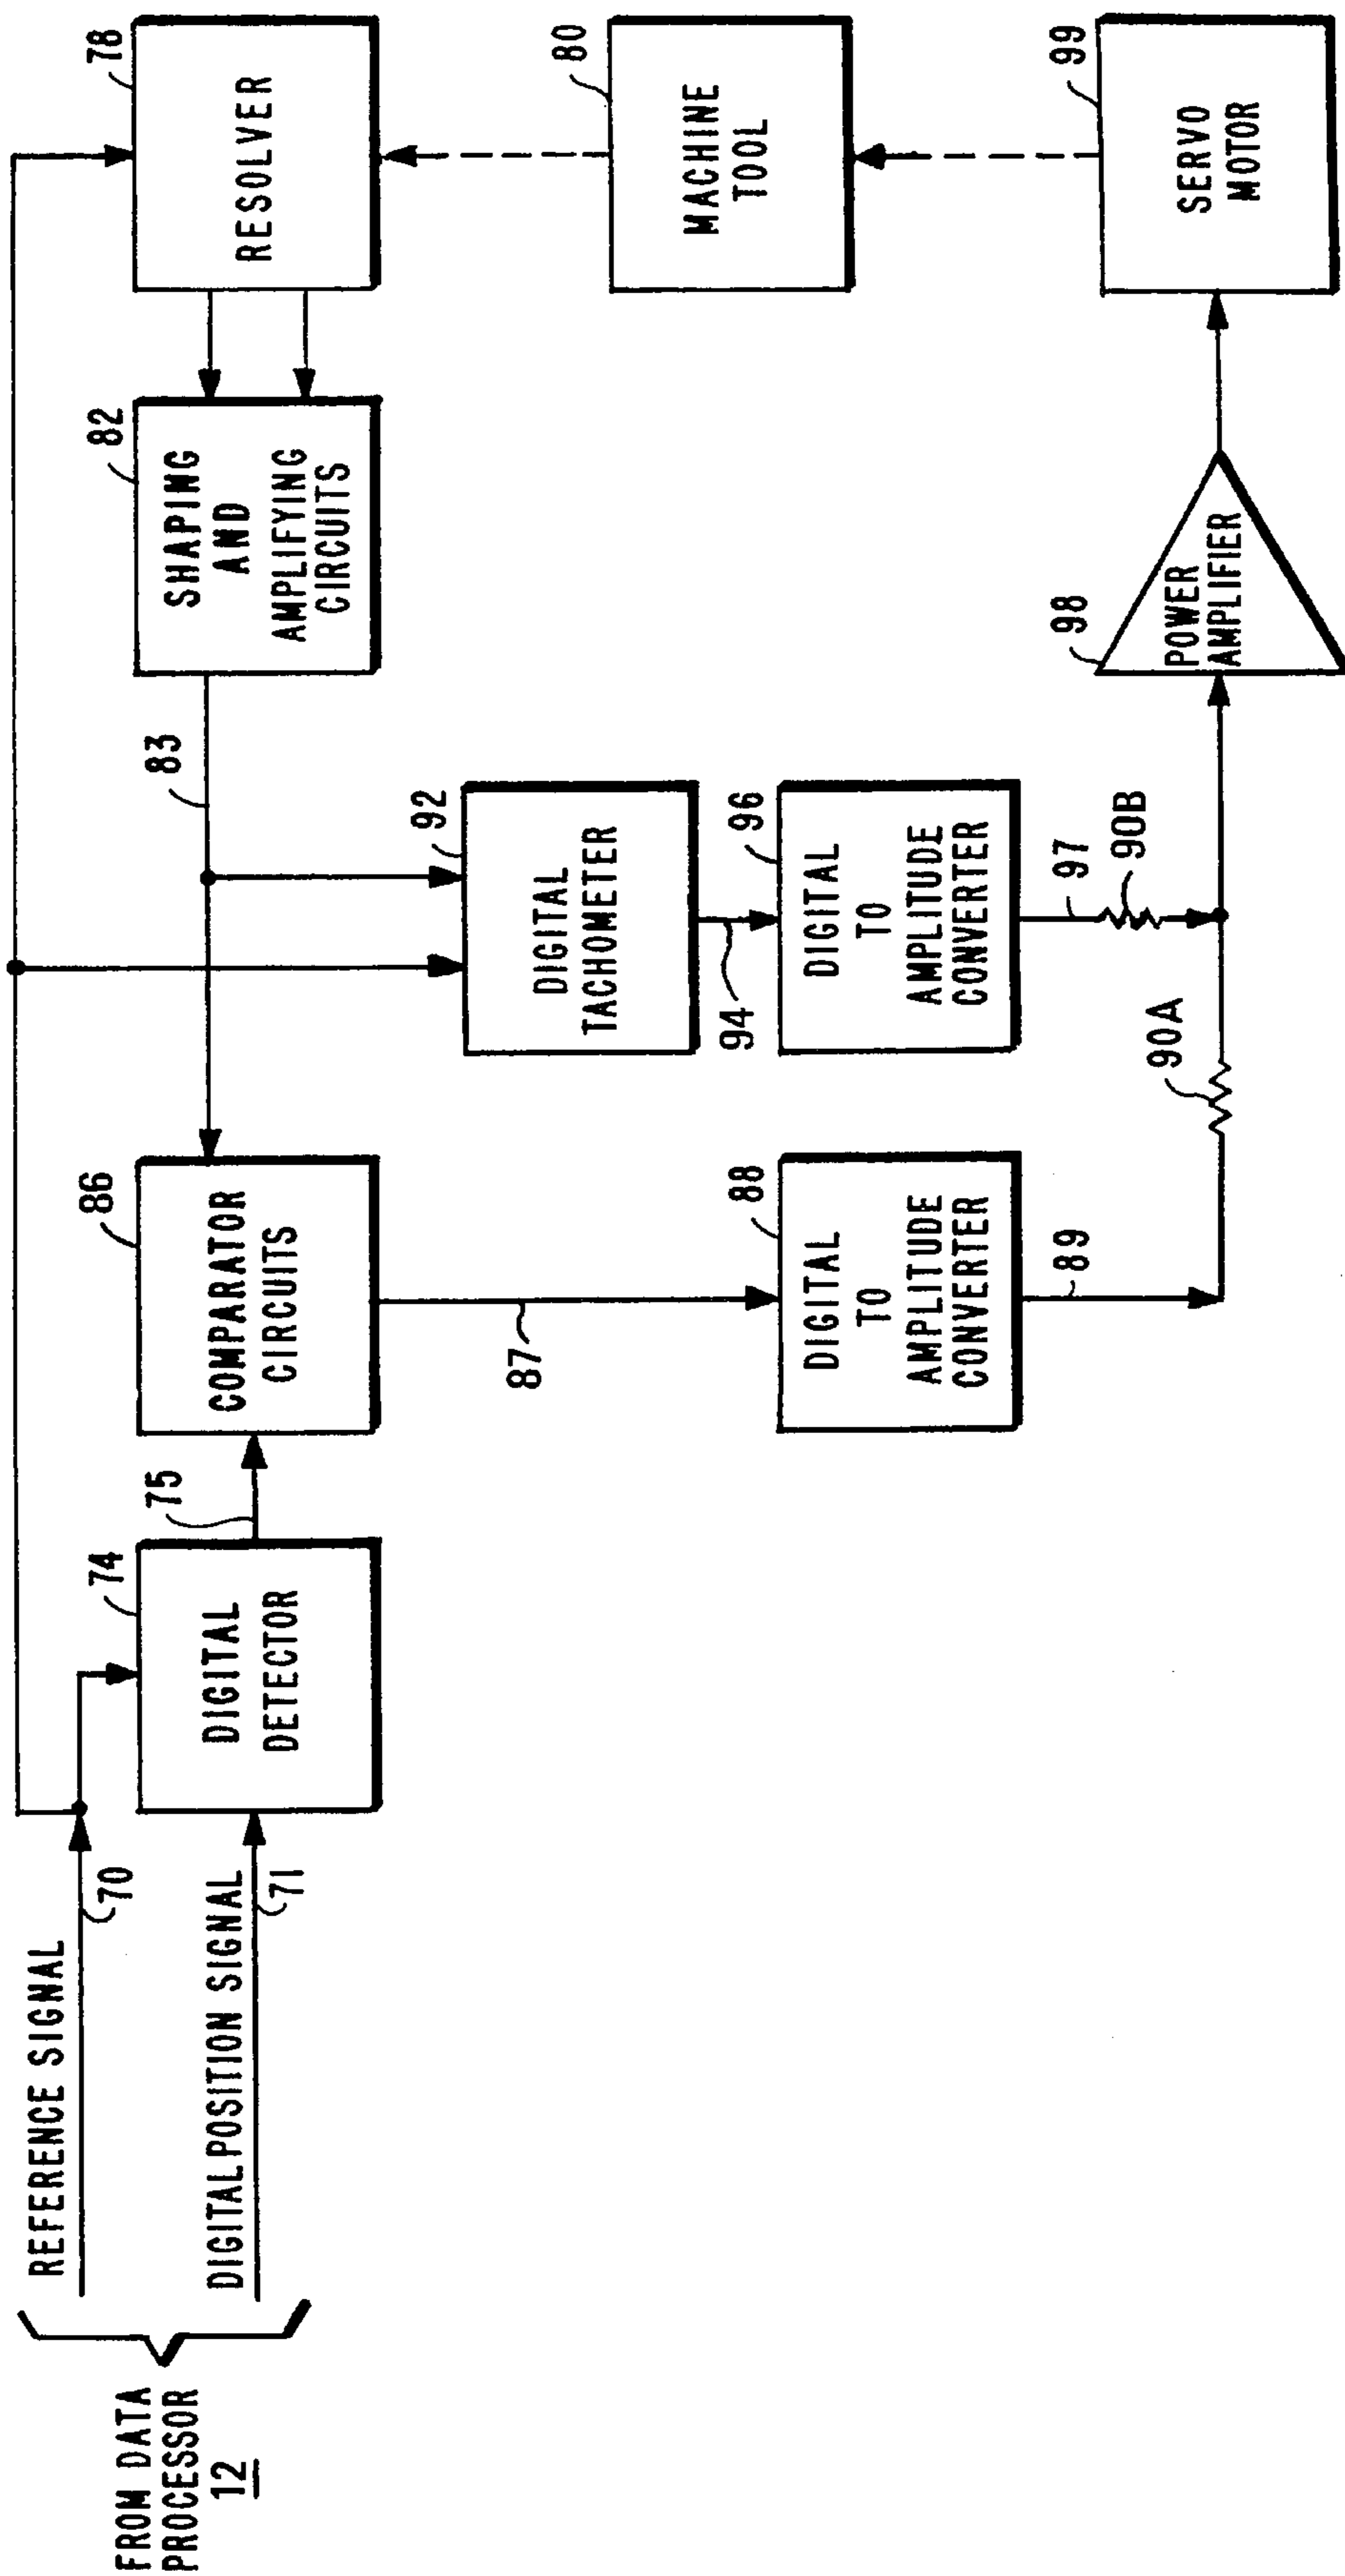 FROM DATA
PROCESSOR
12
REFERENCE SIGNAL
70
DIGITAL POSITION SIGNAL
71
74
DIGITAL
DETECTOR
75
86
COMPARATOR
CIRCUITS
83
82
SHAPING
AND
AMPLIFYING
CIRCUITS
78
RESOLVER
87
92
DIGITAL
TACHOMETER
94
80
MACHINE
TOOL
88
DIGITAL
TO
AMPLITUDE
CONVERTER
89
96
DIGITAL
TO
AMPLITUDE
CONVERTER
97
90B
90A
98
POWER
AMPLIFIER
99
SERVO
MOTOR